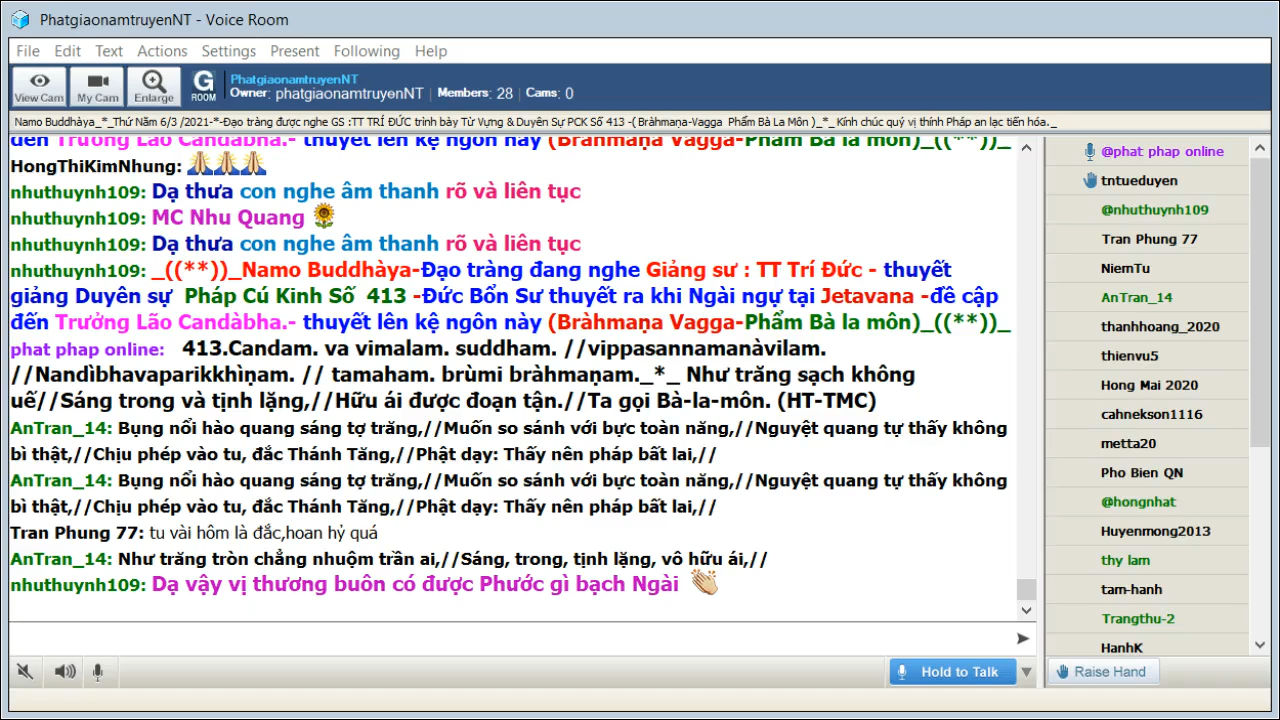 PhatgiaonamtruyenNT - Voice Room
File Edit Text Actions Settings Present Following Help
View Cam My Cam Enlarge G ROOM PhatgiaonamtruyenNT
Owner: phatgiaonamtruyenNT | Members: 28 | Cams: 0
Namo Buddhàya_*_Thứ Năm 6/3 /2021-*-Đạo tràng được nghe GS :TT TRÍ ĐỨC trình bày Từ Vựng & Duyên Sự PCK Số 413 -( Bràhmaṇa-Vagga Phẩm Bà La Môn )_*_ Kính chúc quý vị thính Pháp an lạc tiến hóa._
đến Trưởng Lão Candàbha.- thuyết lên kệ ngôn này (Bràhmaṇa Vagga-Phẩm Bà la môn)_((**))_
HongThiKimNhung: 🙏🙏🙏
nhuthuynh109: Dạ thưa con nghe âm thanh rõ và liên tục
nhuthuynh109: MC Nhu Quang 🌻
nhuthuynh109: Dạ thưa con nghe âm thanh rõ và liên tục
nhuthuynh109: _((**))_Namo Buddhàya-Đạo tràng đang nghe Giảng sư : TT Trí Đức - thuyết
giảng Duyên sự Pháp Cú Kinh Số 413 -Đức Bổn Sư thuyết ra khi Ngài ngự tại Jetavana -đề cập
đến Trưởng Lão Candàbha.- thuyết lên kệ ngôn này (Bràhmaṇa Vagga-Phẩm Bà la môn)_((**))_
phat phap online: 413.Candam. va vimalam. suddham. //vippasannamanàvilam.
//Nandìbhavaparikkhìṇam. // tamaham. brùmi bràhmaṇam._*_ Như trăng sạch không
uế//Sáng trong và tịnh lặng,//Hữu ái được đoạn tận.//Ta gọi Bà-la-môn. (HT-TMC)
AnTran_14: Bụng nổi hào quang sáng tợ trăng,//Muốn so sánh với bực toàn năng,//Nguyệt quang tự thấy không
bì thật,//Chịu phép vào tu, đắc Thánh Tăng,//Phật dạy: Thấy nên pháp bất lai,//
AnTran_14: Bụng nổi hào quang sáng tợ trăng,//Muốn so sánh với bực toàn năng,//Nguyệt quang tự thấy không
bì thật,//Chịu phép vào tu, đắc Thánh Tăng,//Phật dạy: Thấy nên pháp bất lai,//
Tran Phung 77: tu vài hôm là đắc,hoan hỷ quá
AnTran_14: Như trăng tròn chẳng nhuộm trần ai,//Sáng, trong, tịnh lặng, vô hữu ái,//
nhuthuynh109: Dạ vậy vị thương buôn có được Phước gì bạch Ngài 👏
@phat phap online
tntueduyen
@nhuthuynh109
Tran Phung 77
NiemTu
AnTran_14
thanhhoang_2020
thienvu5
Hong Mai 2020
cahnekson1116
metta20
Pho Bien QN
@hongnhat
Huyenmong2013
thy lam
tam-hanh
Trangthu-2
HanhK
Hold to Talk
Raise Hand